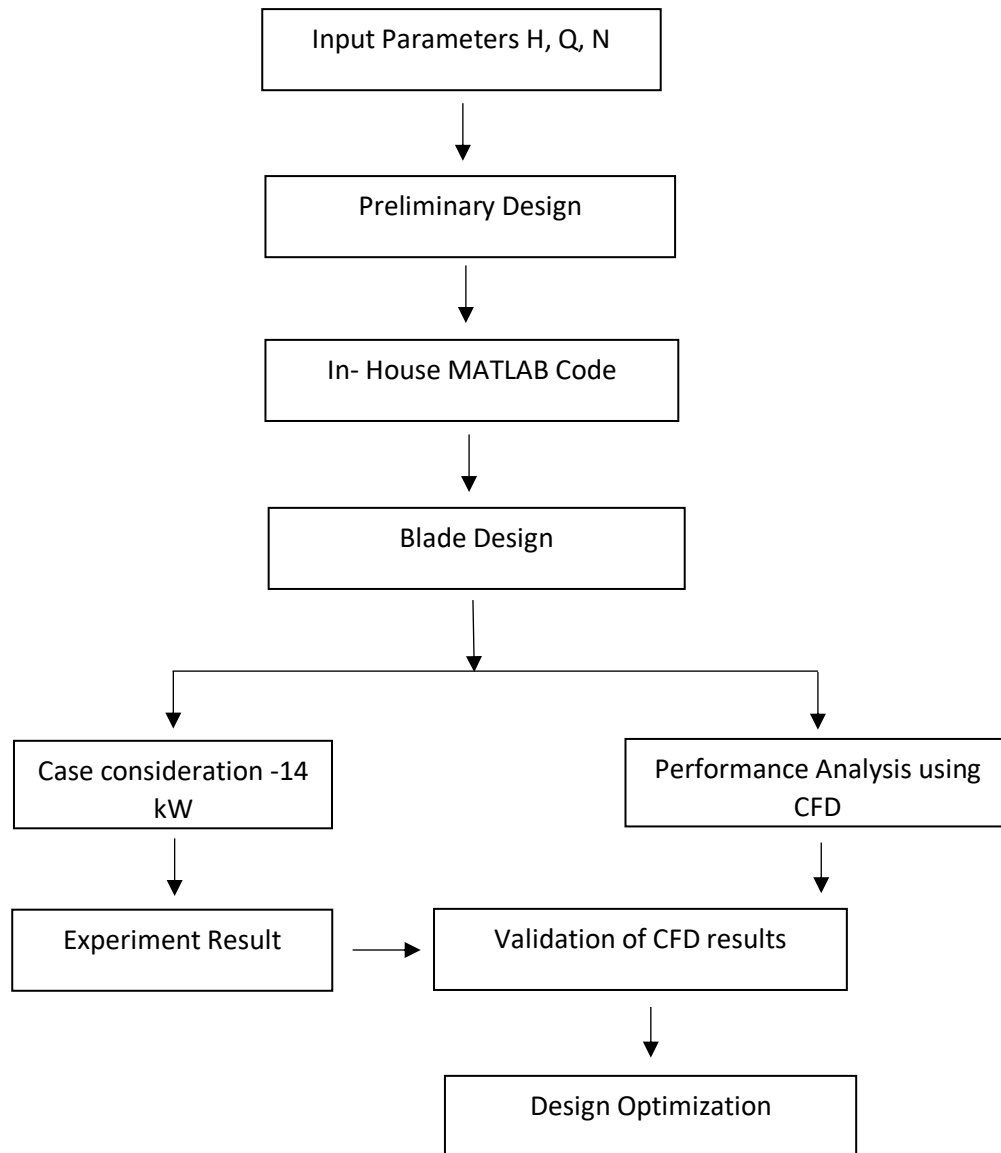 Input Parameters H, Q, N
Preliminary Design
In- House MATLAB Code
Blade Design
Case consideration -14
kW
Performance Analysis using
CFD
Experiment Result
Validation of CFD results
Design Optimization